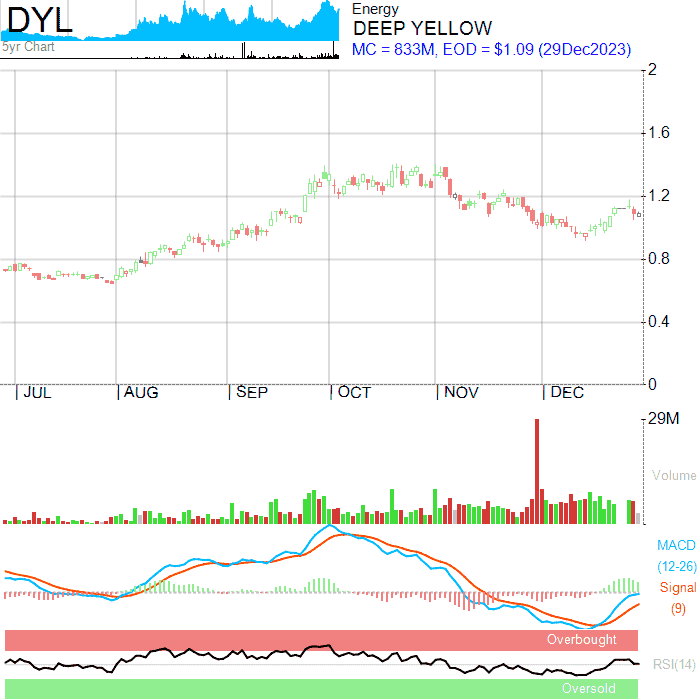 DYL
5yr Chart
Energy
DEEP YELLOW
MC = 833M, EOD = $1.09 (29Dec2023)
2
1.6
1.2
0.8
0.4
0
JUL AUG SEP OCT NOV DEC
29M
Volume
MACD
(12-26)
Signal
(9)
Overbought
RSI(14)
Oversold